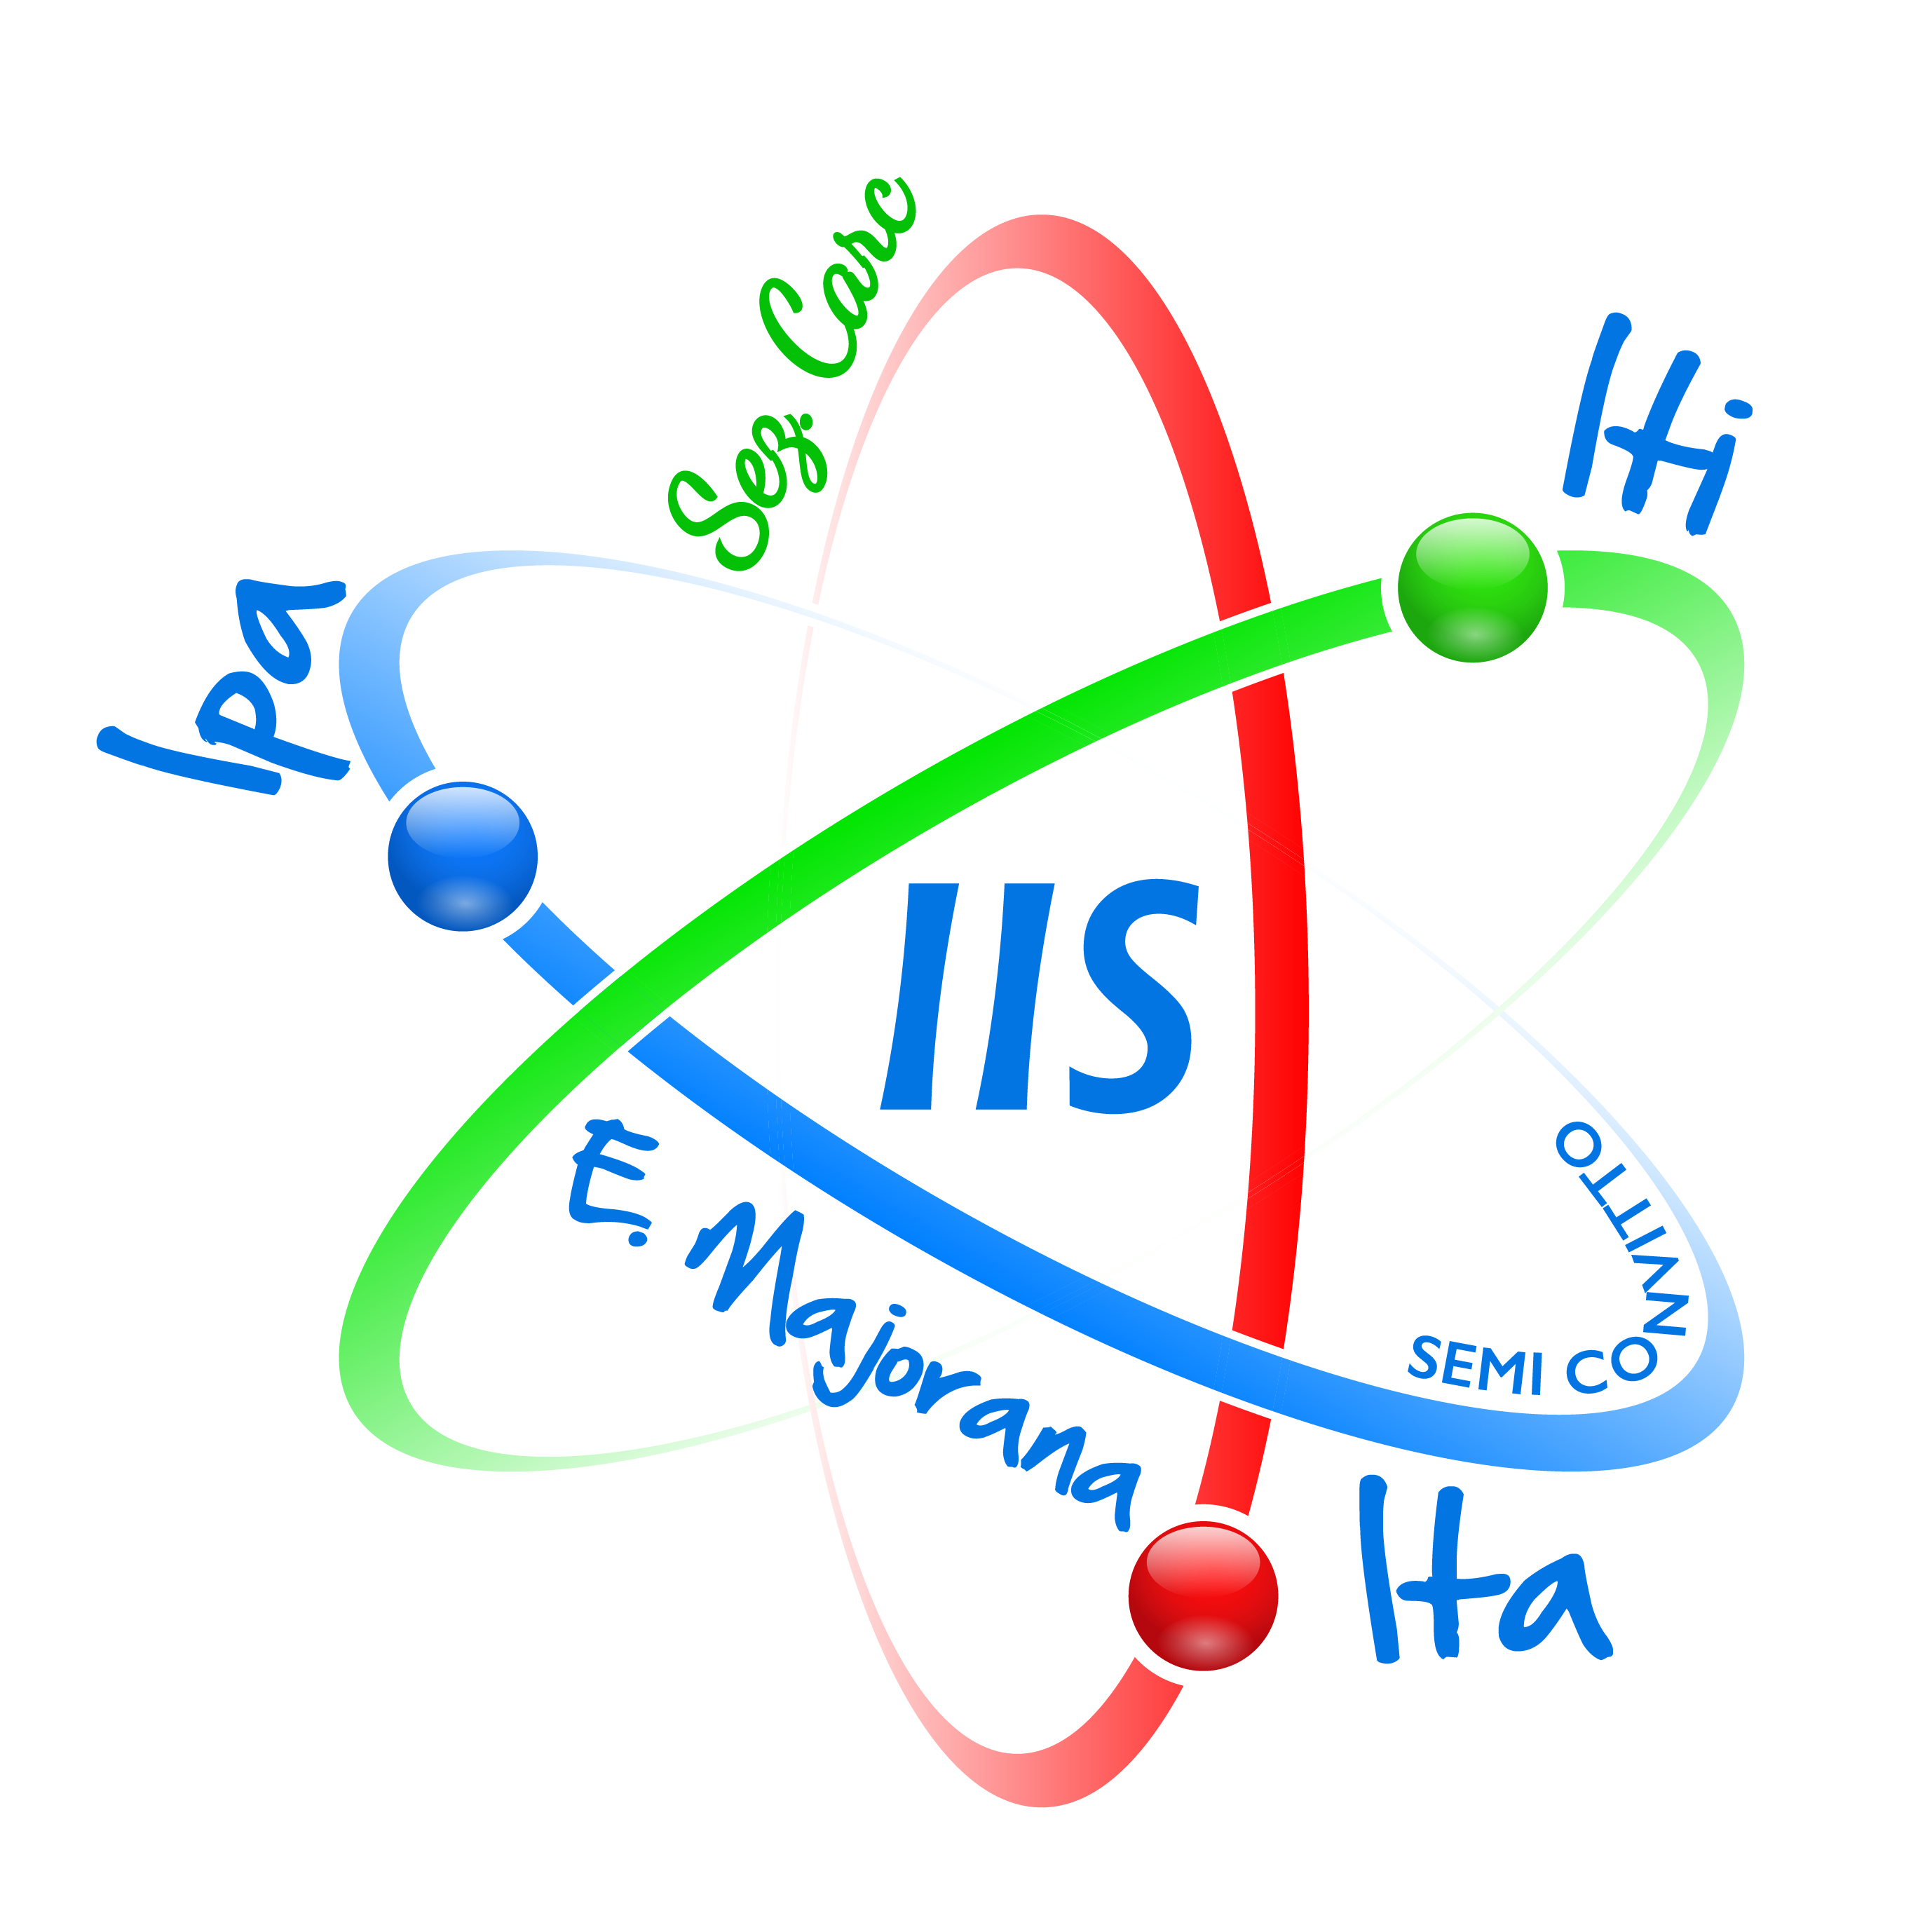 Sez. Carc
Iti
Ipa
IIS
E. Majorana
SEMI CONVITTO
Ita